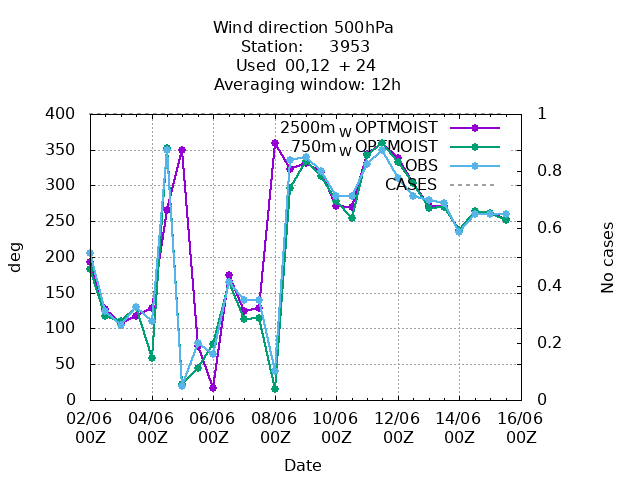 Wind direction 500hPa
Station: 3953
Used 00,12 + 24
Averaging window: 12h
400 1
350
300 0.8
250
200 0.6
150 0.4
100
50 0.2
0 0
2500m W OPTMOIST
750m W OPTMOIST
OBS
CASES
deg
No cases
02/06 04/06 06/06 08/06 10/06 12/06 14/06 16/06
00Z 00Z 00Z 00Z 00Z 00Z 00Z 00Z
Date